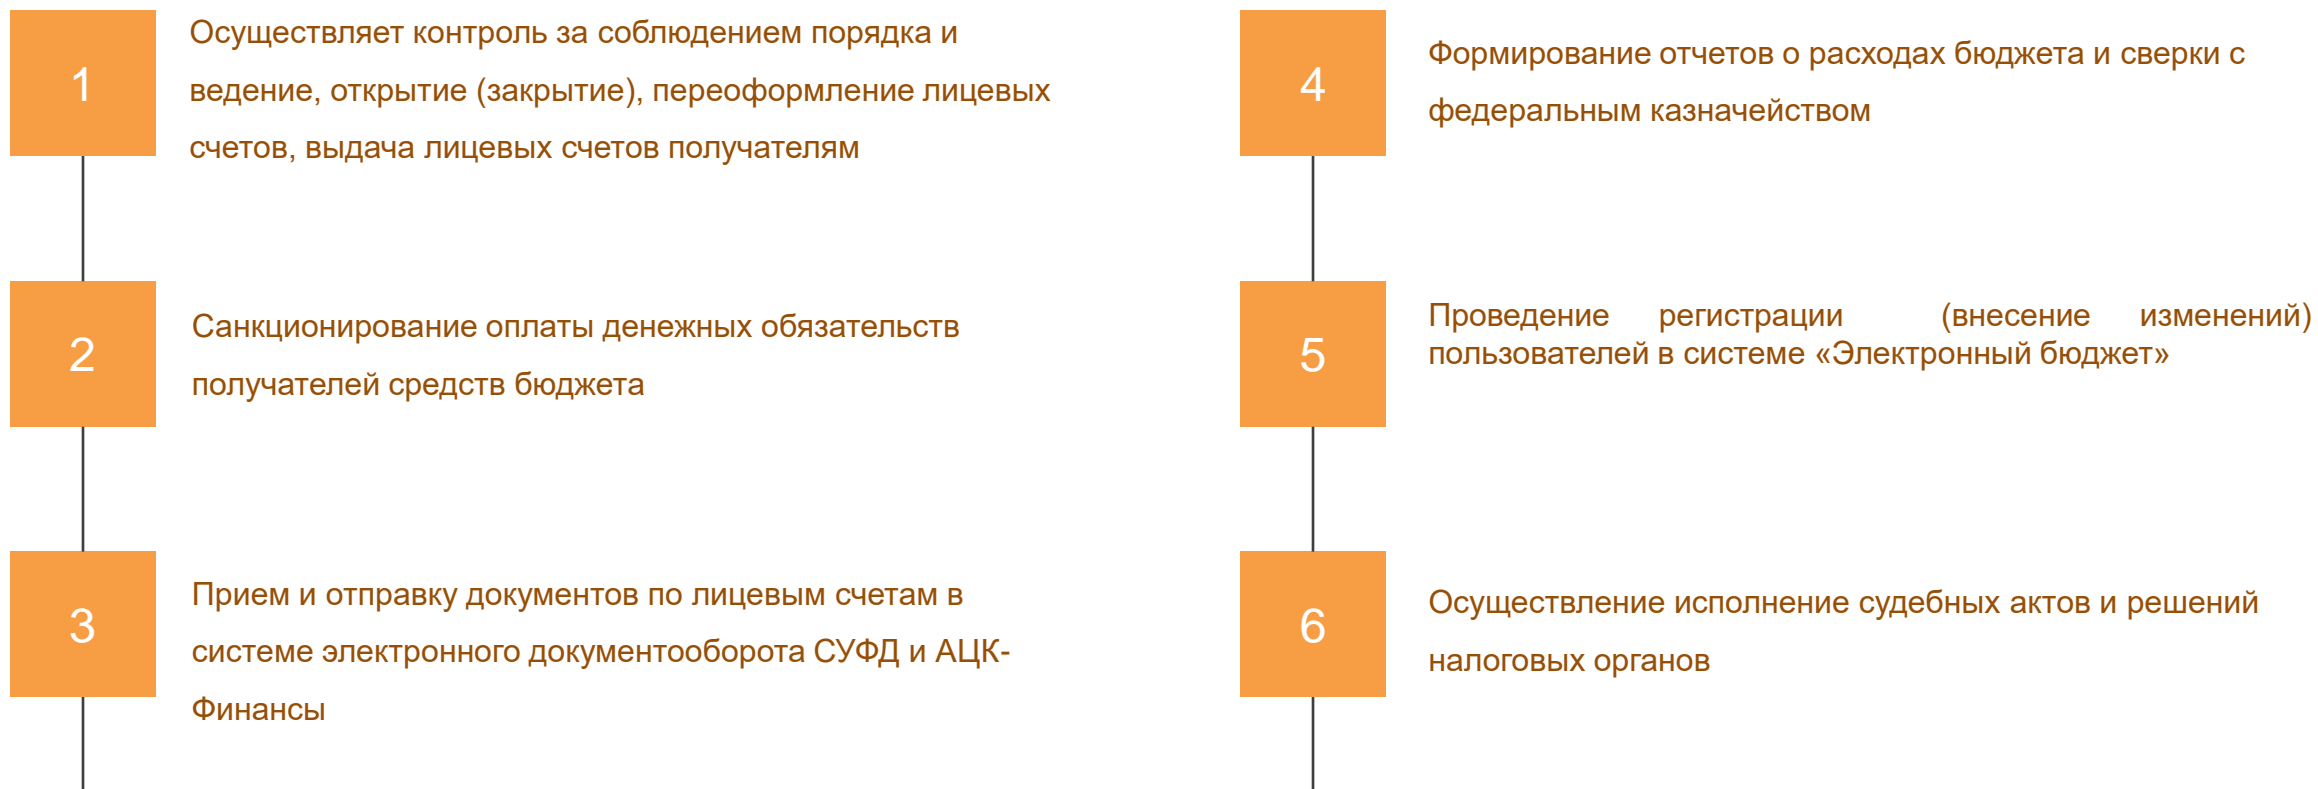 1
Осуществляет контроль за соблюдением порядка и
ведение, открытие (закрытие), переоформление лицевых
счетов, выдача лицевых счетов получателям
2
Санкционирование оплаты денежных обязательств
получателей средств бюджета
3
Прием и отправку документов по лицевым счетам в
системе электронного документооборота СУФД и АЦК-
Финансы
4
Формирование отчетов о расходах бюджета и сверки с
федеральным казначейством
5
Проведение регистрации (внесение изменений)
пользователей в системе «Электронный бюджет»
6
Осуществление исполнение судебных актов и решений
налоговых органов